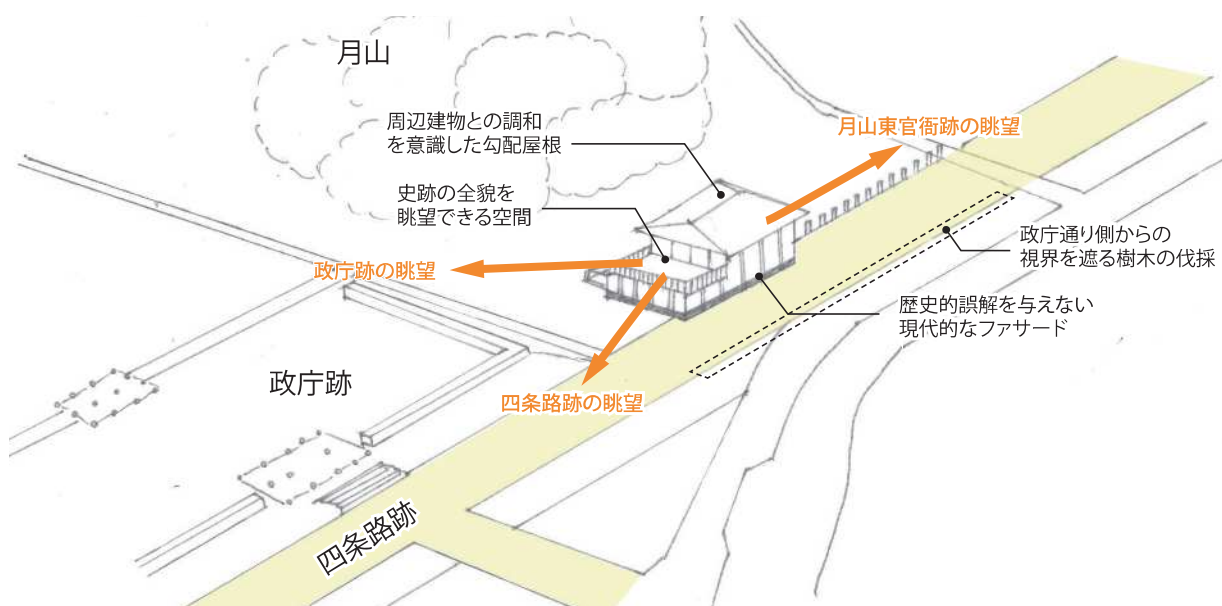 月山
周辺建物との調和
を意識した勾配屋根
月山東官衙跡の眺望
史跡の全貌を
眺望できる空間
政庁通り側からの
視界を遮る樹木の伐採
政庁跡の眺望
歴史的誤解を与えない
現代的なファサード
政庁跡
四条路跡の眺望
四条路跡